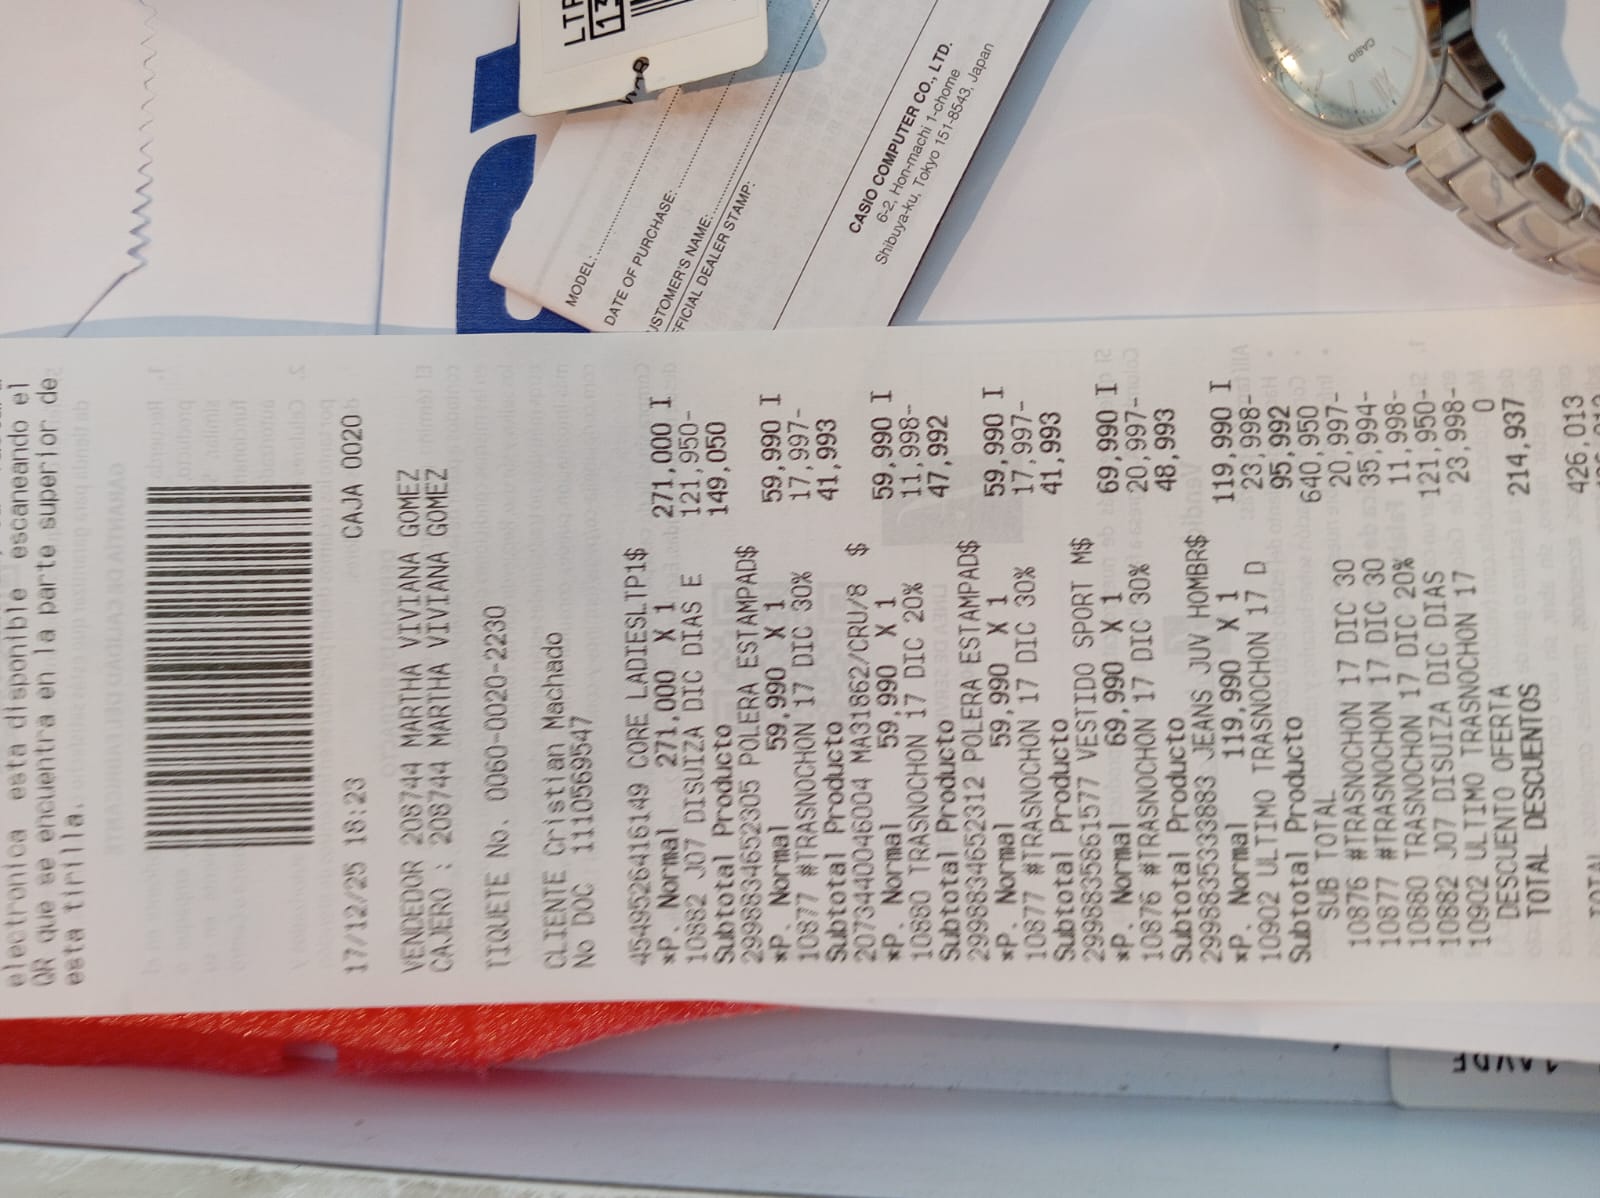 electronica esta disponible escaneando el
QR que se encuentra en la parte superior de
esta tirilla.
17/12/25 18:23 CAJA 0020
VENDEDOR 208744 MARTHA VIVIANA GOMEZ
CAJERO : 208744 MARTHA VIVIANA GOMEZ
TIQUETE No. 0060-0020-2230
CLIENTE Cristian Machado
No DOC 1110569547
4549526416149 CORE LADIESLTP1$
*P. Normal 271,000 X 1 271,000 I
10882 J07 DISUIZA DIC DIAS E 121,950-
Subtotal Producto 149,050
2998834652305 POLERA ESTAMPAD$
*P. Normal 59,990 X 1 59,990 I
10877 #TRASNOCHON 17 DIC 30% 17,997-
Subtotal Producto 41,993
2073440046004 MA31862/CRU/8 $
*P. Normal 59,990 X 1 59,990 I
10880 TRASNOCHON 17 DIC 20% 11,998-
Subtotal Producto 47,992
2998834652312 POLERA ESTAMPAD$
*P. Normal 59,990 X 1 59,990 I
10877 #TRASNOCHON 17 DIC 30% 17,997-
Subtotal Producto 41,993
2998835861577 VESTIDO SPORT M$
*P. Normal 69,990 X 1 69,990 I
10876 #TRASNOCHON 17 DIC 30% 20,997-
Subtotal Producto 48,993
2998835333883 JEANS JUV HOMBR$
*P. Normal 119,990 X 1 119,990 I
10902 ULTIMO TRASNOCHON 17 D 23,998-
Subtotal Producto 95,992
SUB TOTAL 640,950
10876 #TRASNOCHON 17 DIC 30 20,997-
10877 #TRASNOCHON 17 DIC 30 35,994-
10880 TRASNOCHON 17 DIC 20% 11,998-
10882 J07 DISUIZA DIC DIAS 121,950-
10902 ULTIMO TRASNOCHON 17 23,998-
DESCUENTO OFERTA 0
TOTAL DESCUENTOS 214,937
TOTAL 426,013
MODEL:
DATE OF PURCHASE:
USTOMER'S NAME:
FFICIAL DEALER STAMP:
CASIO COMPUTER CO., LTD.
6-2, Hon-machi 1-chome
Shibuya-ku, Tokyo 151-8543, Japan
CASIO